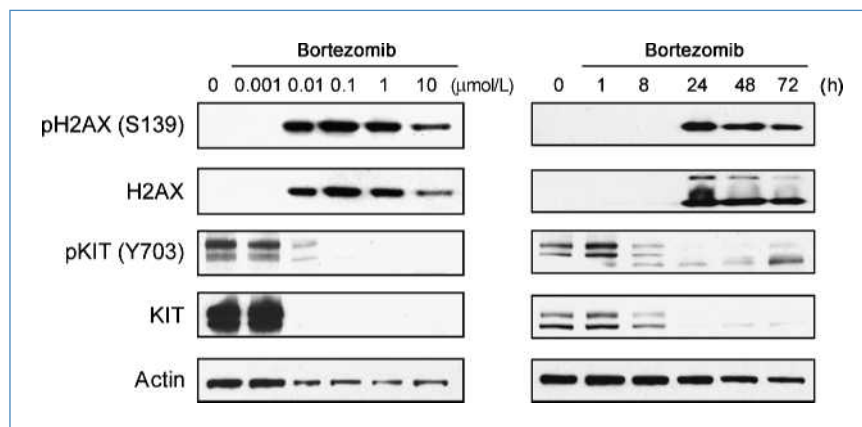 Bortezomib Bortezomib
0 0.001 0.01 0.1 1 10 (μmol/L) 0 1 8 24 48 72 (h)
pH2AX (S139)
H2AX
pKIT (Y703)
KIT
Actin